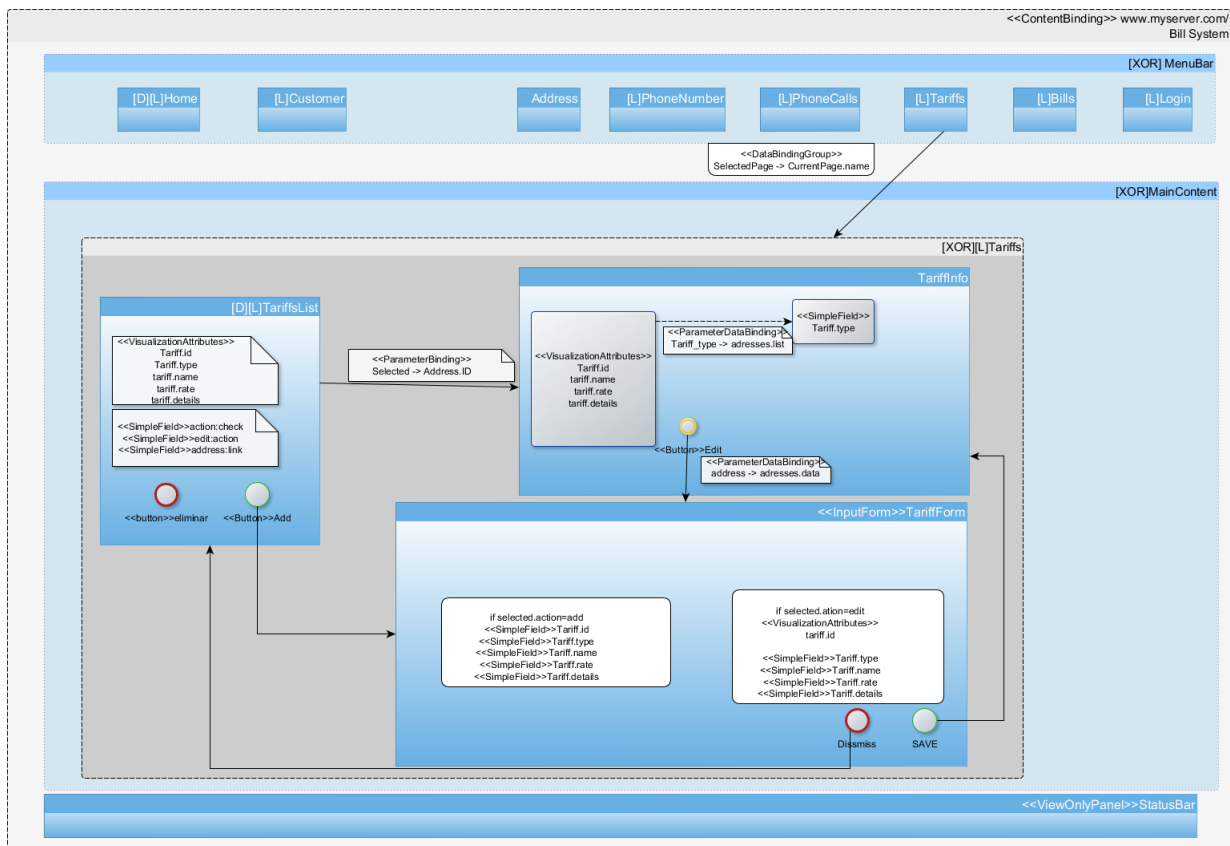 <<ContentBinding>> www.myserver.com/
Bill System
[XOR] MenuBar
[D][L]Home
[L]Customer
Address
[L]PhoneNumber
[L]PhoneCalls
[L]Tariffs
[L]Bills
[L]Login
<<DataBindingGroup>>
SelectedPage -> CurrentPage.name
[XOR]MainContent
[XOR][L]Tariffs
[D][L]TariffsList
<<VisualizationAttributes>>
Tariff.id
Tariff.type
tariff.name
tariff.rate
tariff.details
<<SimpleField>>action:check
<<SimpleField>>edit:action
<<SimpleField>>address:link
<<button>>eliminar
<<Button>>Add
<<ParameterBinding>>
Selected -> Address.ID
TariffInfo
<<VisualizationAttributes>>
Tariff.id
tariff.name
tariff.rate
tariff.details
<<ParameterDataBinding>>
Tariff_type -> adresses.list
<<SimpleField>>
Tariff.type
<<Button>>Edit
<<ParameterDataBinding>>
address -> adresses.data
<<InputForm>>TariffForm
if selected.action=add
<<SimpleField>>Tariff.id
<<SimpleField>>Tariff.type
<<SimpleField>>Tariff.name
<<SimpleField>>Tariff.rate
<<SimpleField>>Tariff.details
if selected.ation=edit
<<VisualizationAttributes>>
tariff.id
<<SimpleField>>Tariff.type
<<SimpleField>>Tariff.name
<<SimpleField>>Tariff.rate
<<SimpleField>>Tariff.details
Dissmiss
SAVE
<<ViewOnlyPanel>>StatusBar